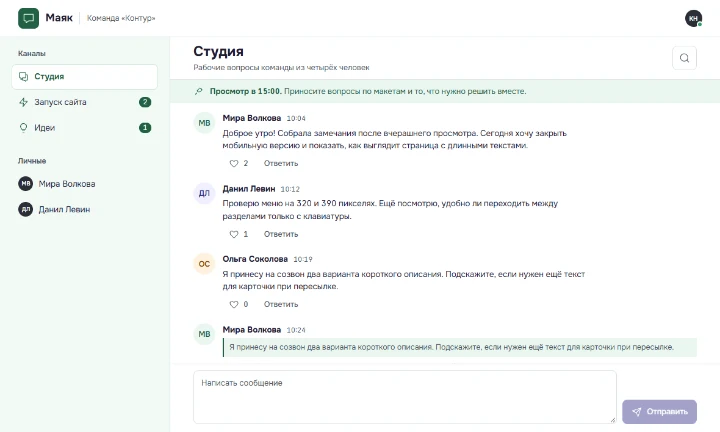 Маяк
Команда «Контур»
КН
Каналы
Студия
Запуск сайта 2
Идеи 1
Личные
МВ Мира Волкова
ДЛ Данил Левин
Студия
Рабочие вопросы команды из четырёх человек
Просмотр в 15:00. Приносите вопросы по макетам и то, что нужно решить вместе.
МВ
Мира Волкова 10:04
Доброе утро! Собрала замечания после вчерашнего просмотра. Сегодня хочу закрыть
мобильную версию и показать, как выглядит страница с длинными текстами.
2 Ответить
ДЛ
Данил Левин 10:12
Проверю меню на 320 и 390 пикселях. Ещё посмотрю, удобно ли переходить между
разделами только с клавиатуры.
1 Ответить
ОС
Ольга Соколова 10:19
Я принесу на созвон два варианта короткого описания. Подскажите, если нужен ещё текст
для карточки при пересылке.
0 Ответить
МВ
Мира Волкова 10:24
Я принесу на созвон два варианта короткого описания. Подскажите, если нужен ещё текст для карточки при пересылке.
Написать сообщение
Отправить